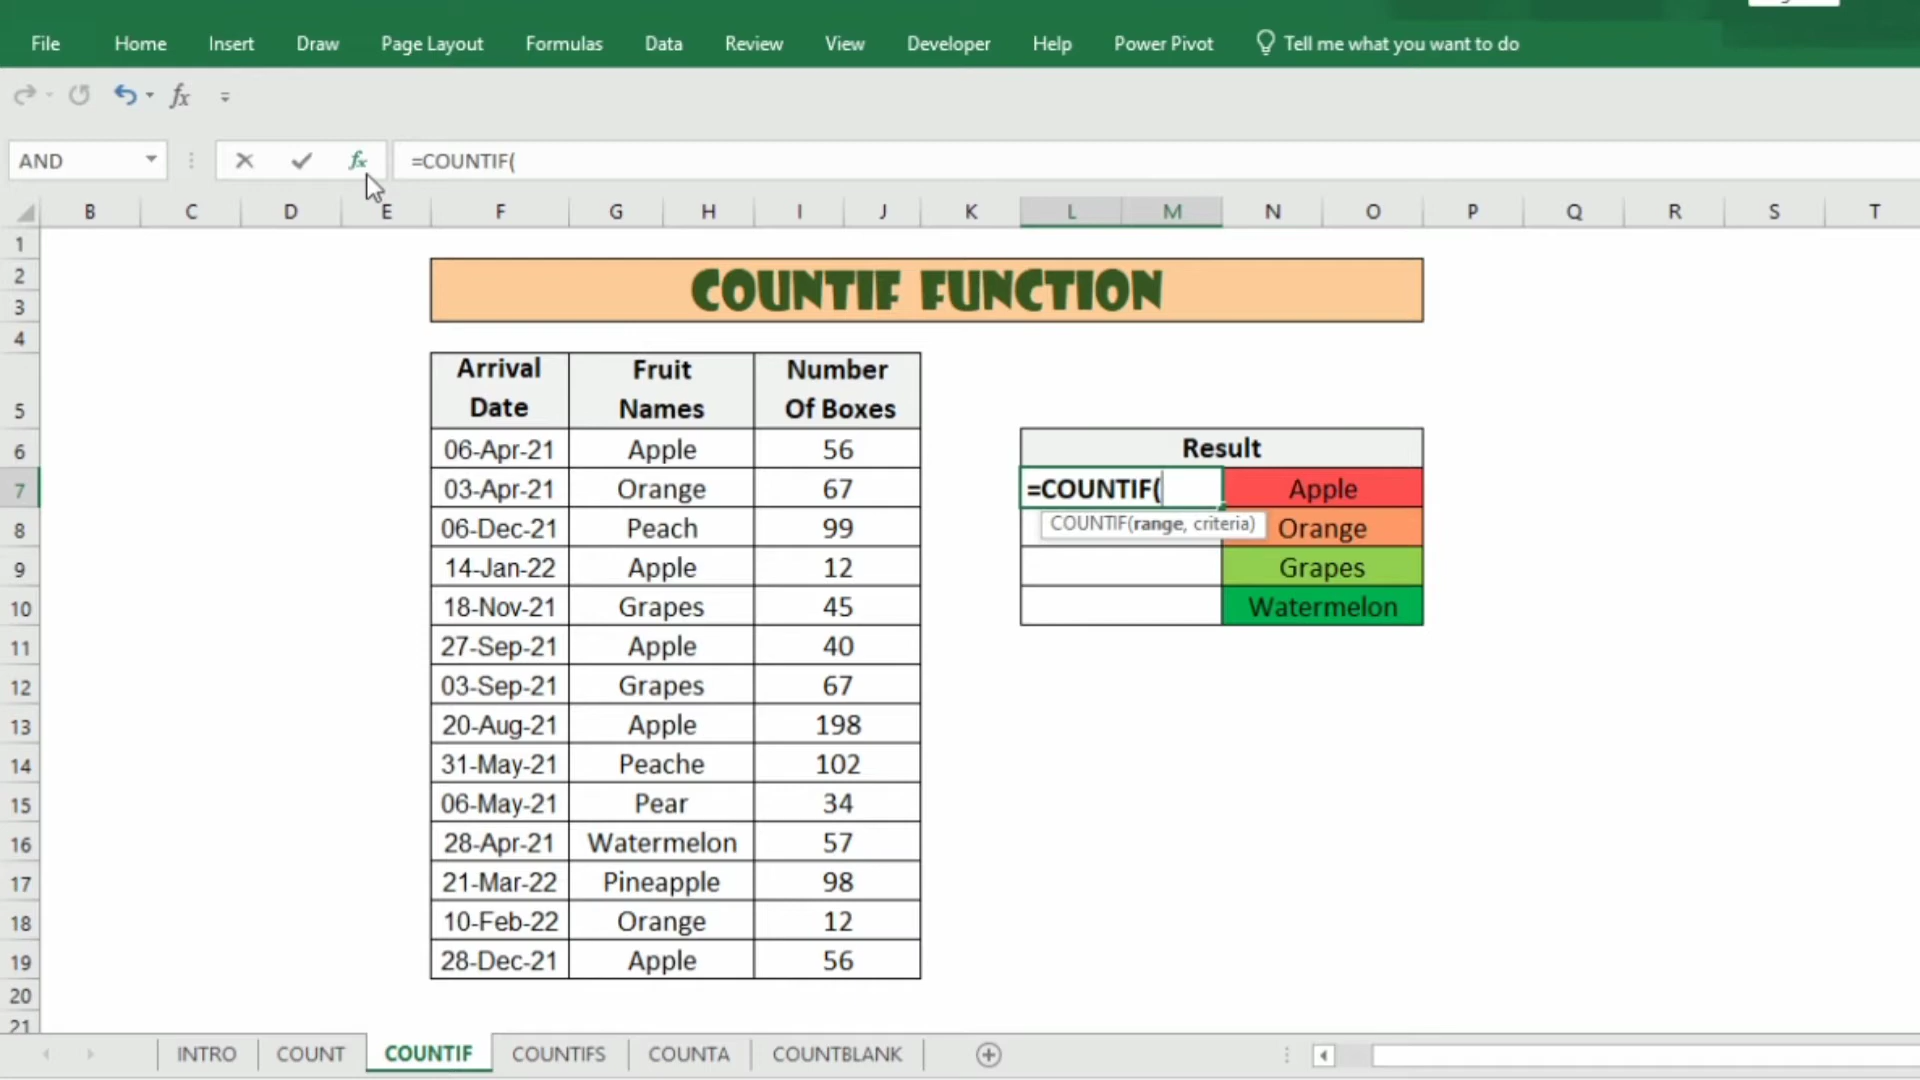 File Home Insert Draw Page Layout Formulas Data Review View Developer Help Power Pivot Tell me what you want to do
fx
AND fx =COUNTIF(
B C D E F G H I J K L M N O P Q R S T
1
2
3
COUNTIF FUNCTION
4
Arrival Fruit Number
5 Date Names Of Boxes
6 06-Apr-21 Apple 56 Result
7 03-Apr-21 Orange 67 =COUNTIF( Apple
COUNTIF(range, criteria)
8 06-Dec-21 Peach 99 Orange
9 14-Jan-22 Apple 12 Grapes
10 18-Nov-21 Grapes 45 Watermelon
11 27-Sep-21 Apple 40
12 03-Sep-21 Grapes 67
13 20-Aug-21 Apple 198
14 31-May-21 Peache 102
15 06-May-21 Pear 34
16 28-Apr-21 Watermelon 57
17 21-Mar-22 Pineapple 98
18 10-Feb-22 Orange 12
19 28-Dec-21 Apple 56
20
21
INTRO COUNT COUNTIF COUNTIFS COUNTA COUNTBLANK